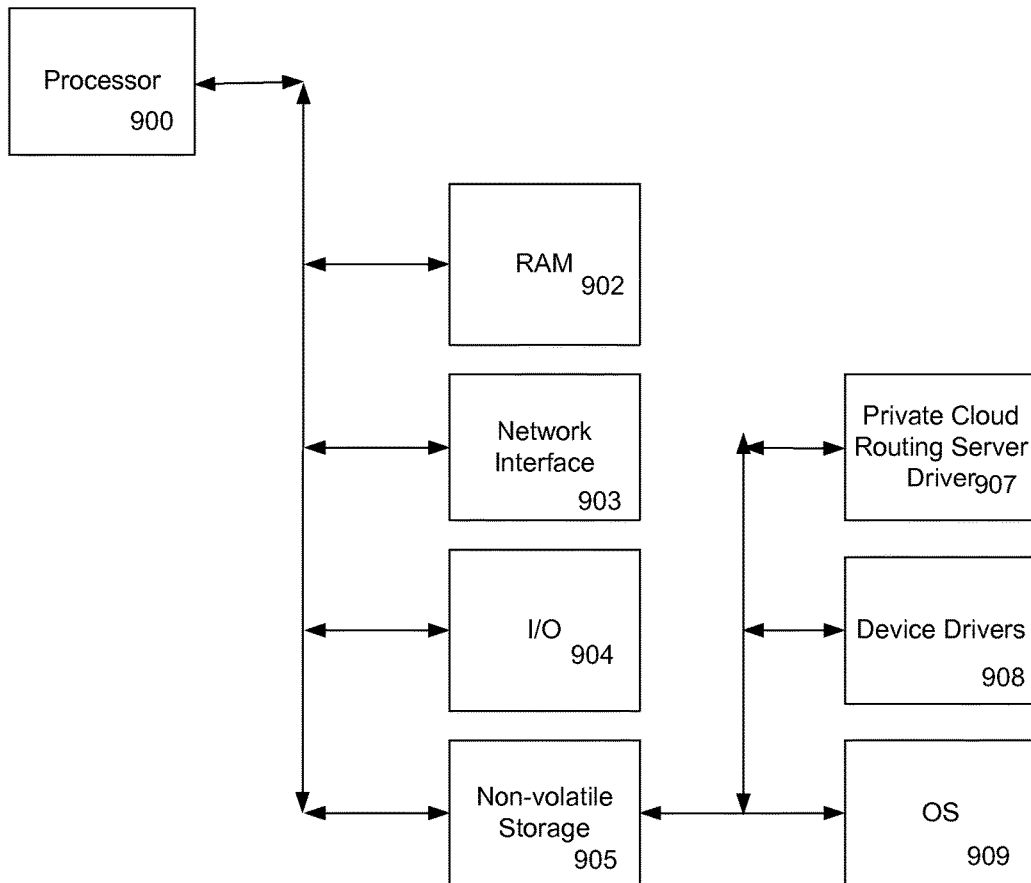 Processor
900
RAM
902
Network
Interface
903
I/O
904
Non-volatile
Storage
905
Private Cloud
Routing Server
Driver907
Device Drivers
908
OS
909